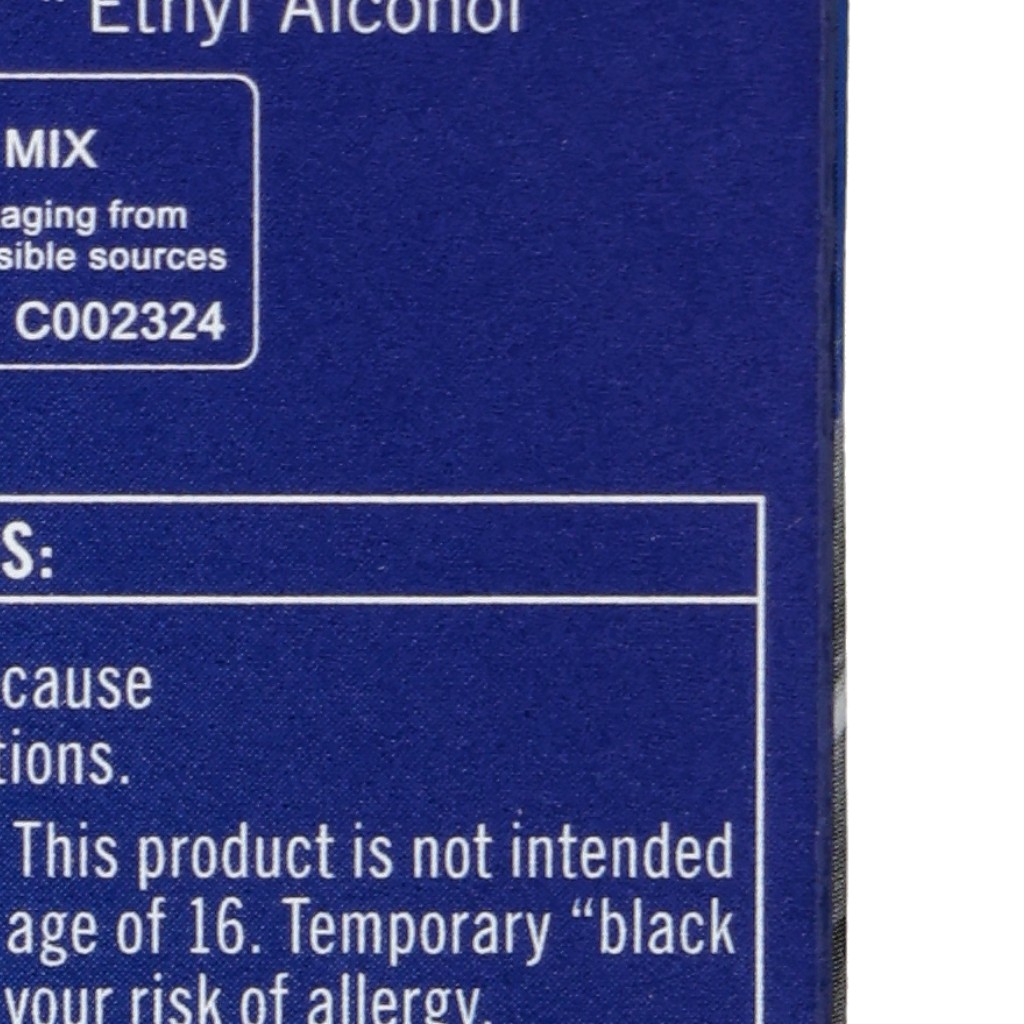 " Ethyl Alcohol
MIX
aging from
sible sources
C002324
S:
cause
tions.
This product is not intended
age of 16. Temporary “black
your risk of allergy.